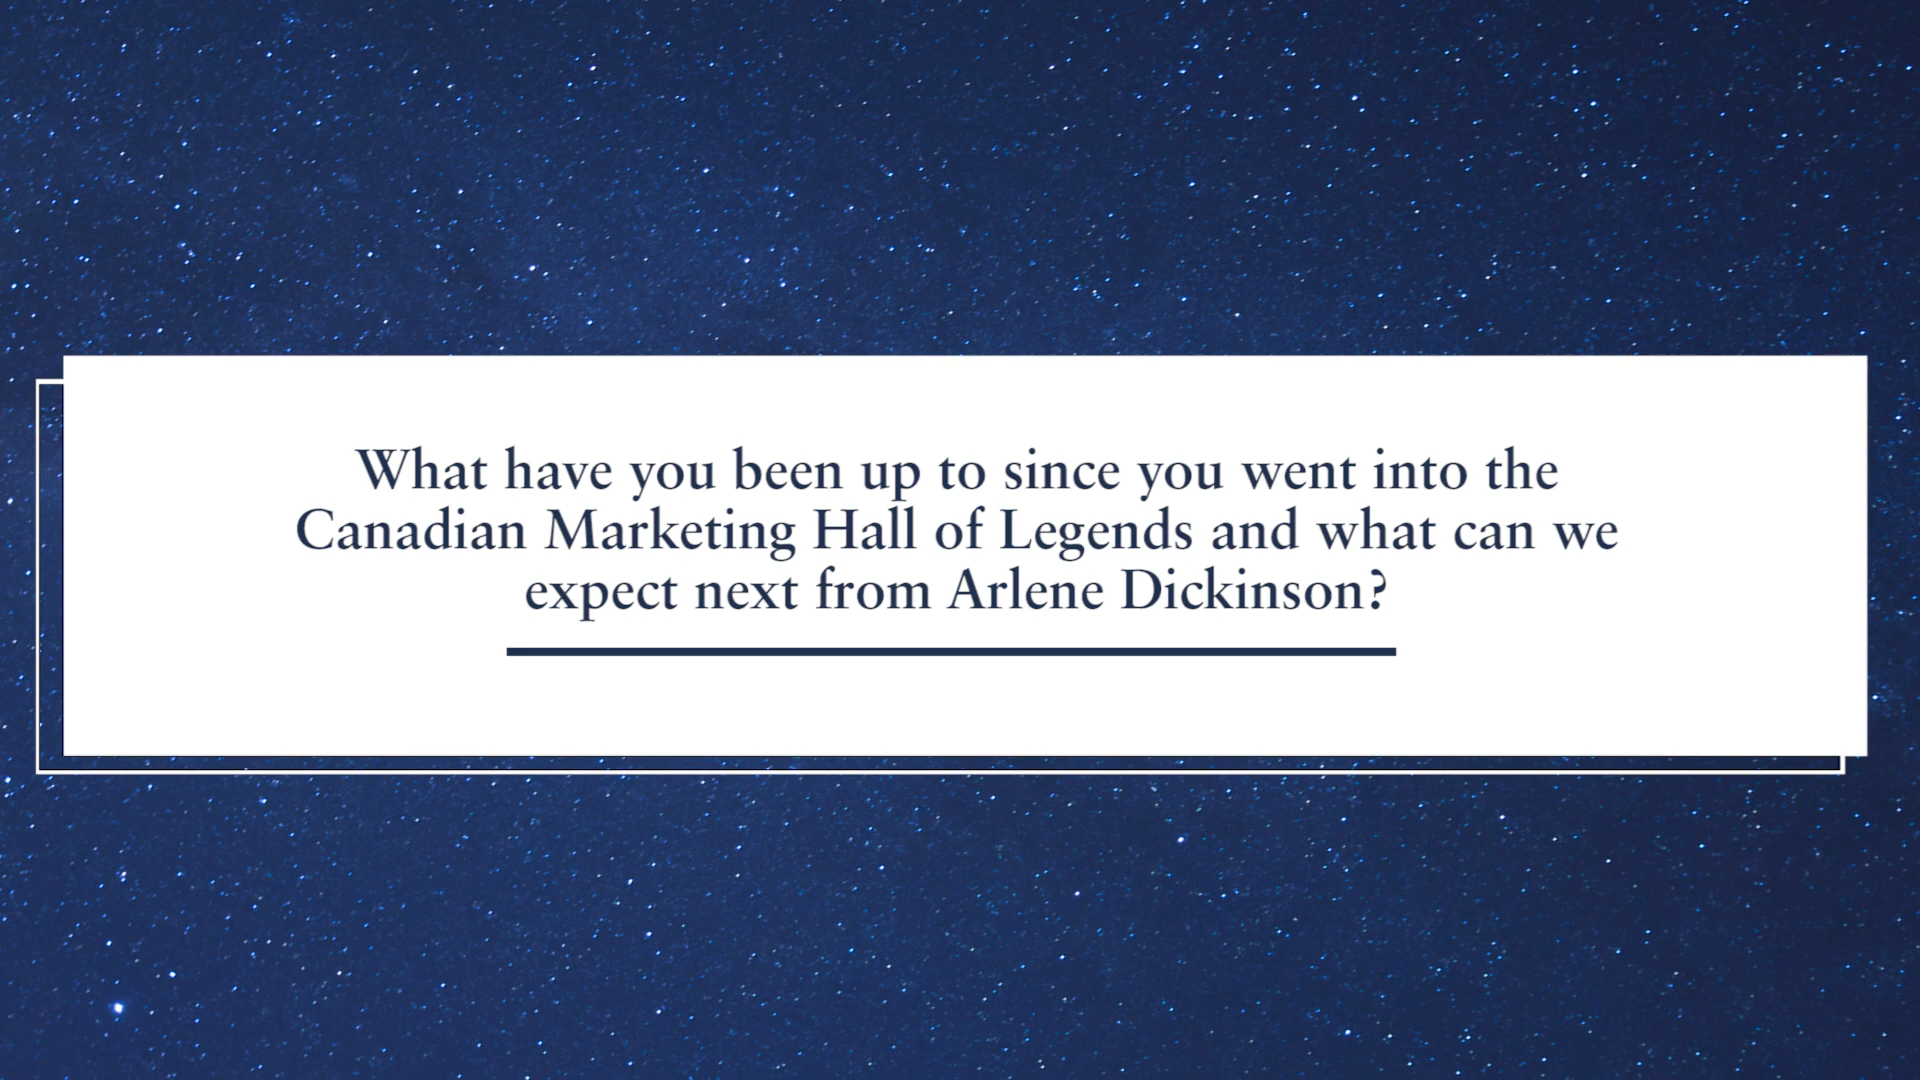 What have you been up to since you went into the
Canadian Marketing Hall of Legends and what can we
expect next from Arlene Dickinson?